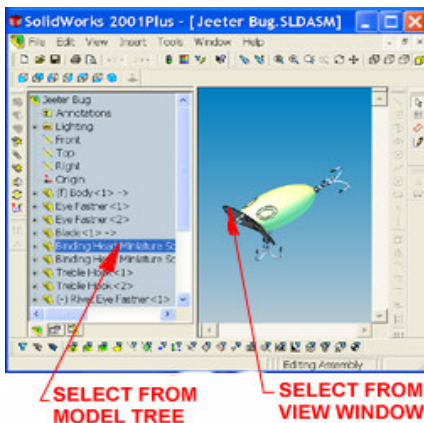 SolidWorks 2001Plus - [Jeeter Bug.SLDASM]
File Edit View Insert Tools Window Help
Jeeter Bug
Annotations
Lighting
Front
Top
Right
Origin
(f) Body<1> ->
Eye Fastner<1>
Eye Fastner<2>
Blade<1> ->
Binding Head Miniature Sc
Binding Head Miniature Sc
Treble Hook<1>
Treble Hook<2>
(-) Rivet Eye Fastner<1>
Editing Assembly
SELECT FROM
MODEL TREE
SELECT FROM
VIEW WINDOW